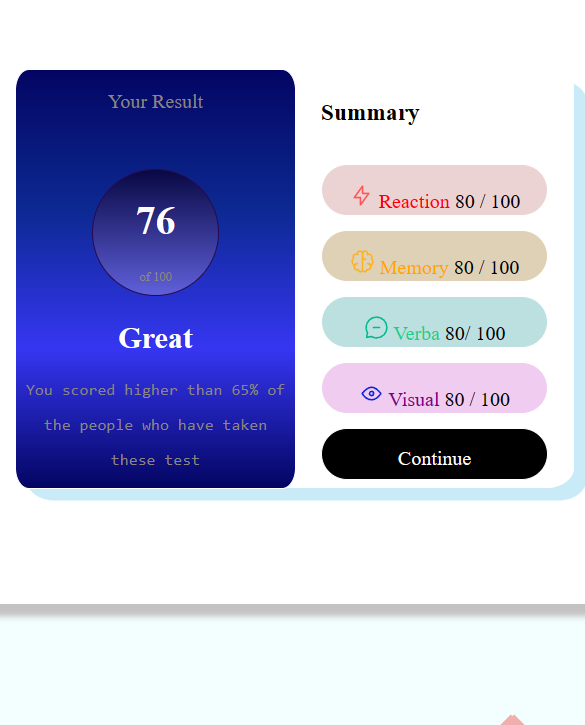 Your Result
76
of 100
Great
You scored higher than 65% of
the people who have taken
these test
Summary
Reaction 80 / 100
Memory 80 / 100
Verba 80/ 100
Visual 80 / 100
Continue